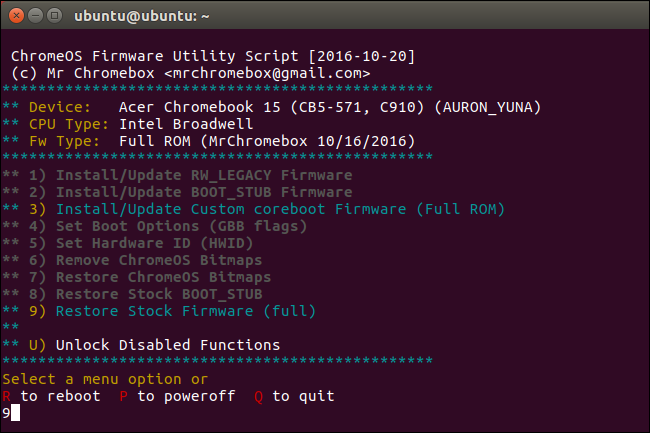 ubuntu@ubuntu: ~
ChromeOS Firmware Utility Script [2016-10-20]
(c) Mr Chromebox <mrchromebox@gmail.com>
************************************************
** Device:   Acer Chromebook 15 (CB5-571, C910) (AURON_YUNA)
** CPU Type: Intel Broadwell
** Fw Type:  Full ROM (MrChromebox 10/16/2016)
************************************************
** 1) Install/Update RW_LEGACY Firmware
** 2) Install/Update BOOT_STUB Firmware
** 3) Install/Update Custom coreboot Firmware (Full ROM)
** 4) Set Boot Options (GBB flags)
** 5) Set Hardware ID (HWID)
** 6) Remove ChromeOS Bitmaps
** 7) Restore ChromeOS Bitmaps
** 8) Restore Stock BOOT_STUB
** 9) Restore Stock Firmware (full)
**
** U) Unlock Disabled Functions
************************************************
Select a menu option or
R to reboot  P to poweroff  Q to quit
9